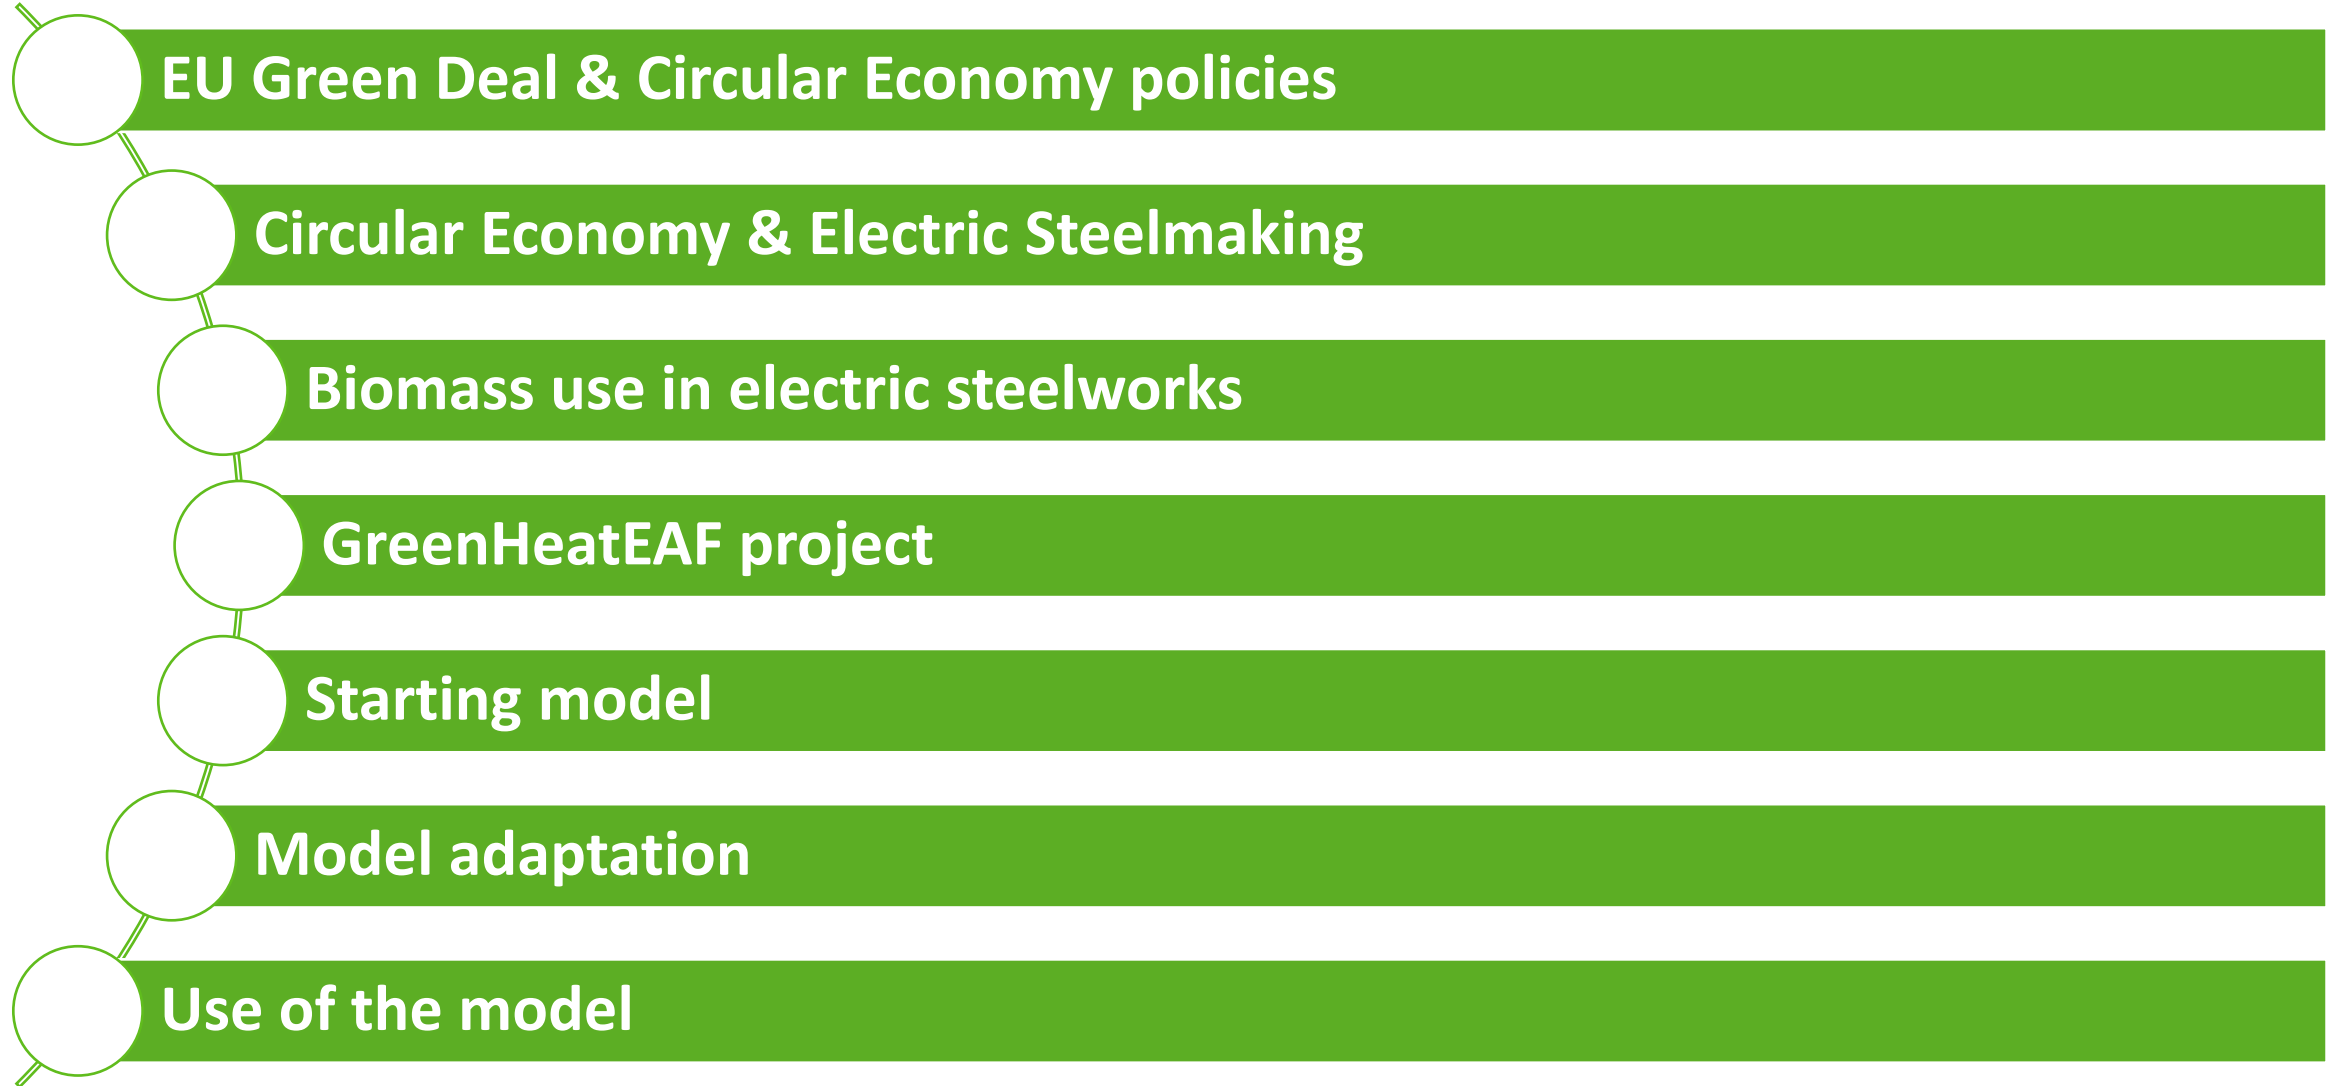 EU Green Deal & Circular Economy policies
Circular Economy & Electric Steelmaking
Biomass use in electric steelworks
GreenHeatEAF project
Starting model
Model adaptation
Use of the model